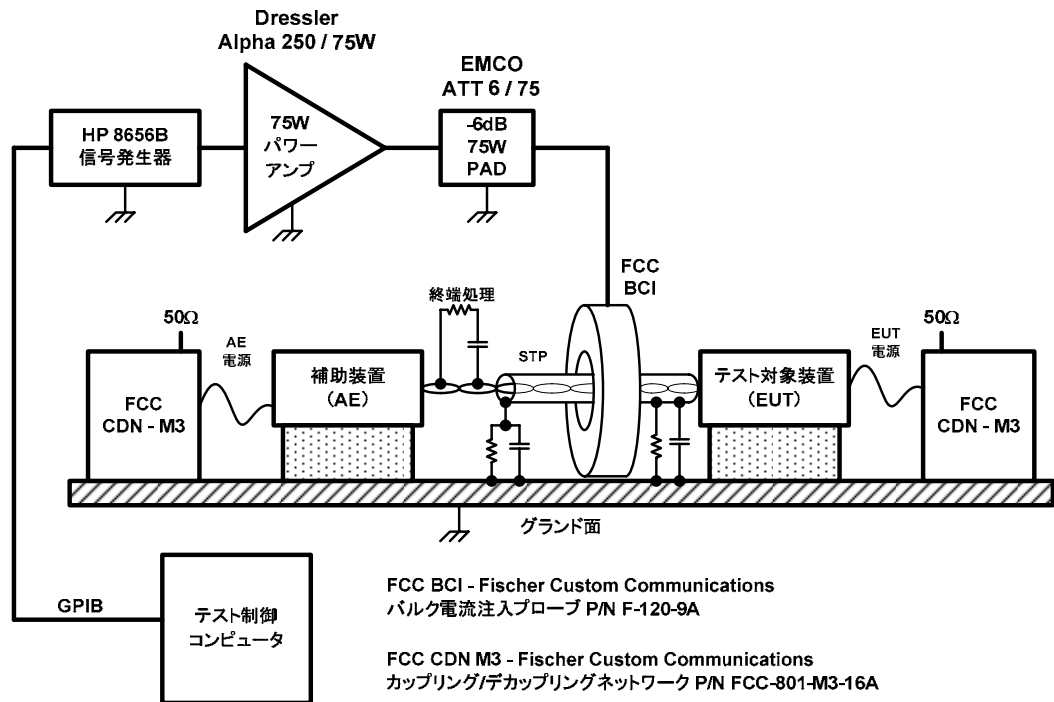 Dressler
Alpha 250 / 75W
EMCO
ATT 6 / 75
HP 8656B
信号発生器
75W
パワー
アンプ
-6dB
75W
PAD
FCC
BCI
終端処理
50Ω
AE
電源
STP
EUT
電源
50Ω
FCC
CDN - M3
補助装置
（AE）
テスト対象装置
（EUT）
FCC
CDN - M3
グランド面
GPIB
テスト制御
コンピュータ
FCC BCI - Fischer Custom Communications
バルク電流注入プローブ P/N F-120-9A
FCC CDN M3 - Fischer Custom Communications
カップリング/デカップリングネットワーク P/N FCC-801-M3-16A